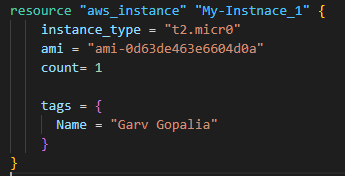 resource "aws_instance" "My-Instnace_1" {
instance_type = "t2.micr0"
ami = "ami-0d63de463e6604d0a"
count= 1
tags = {
Name = "Garv Gopalia"
}
}